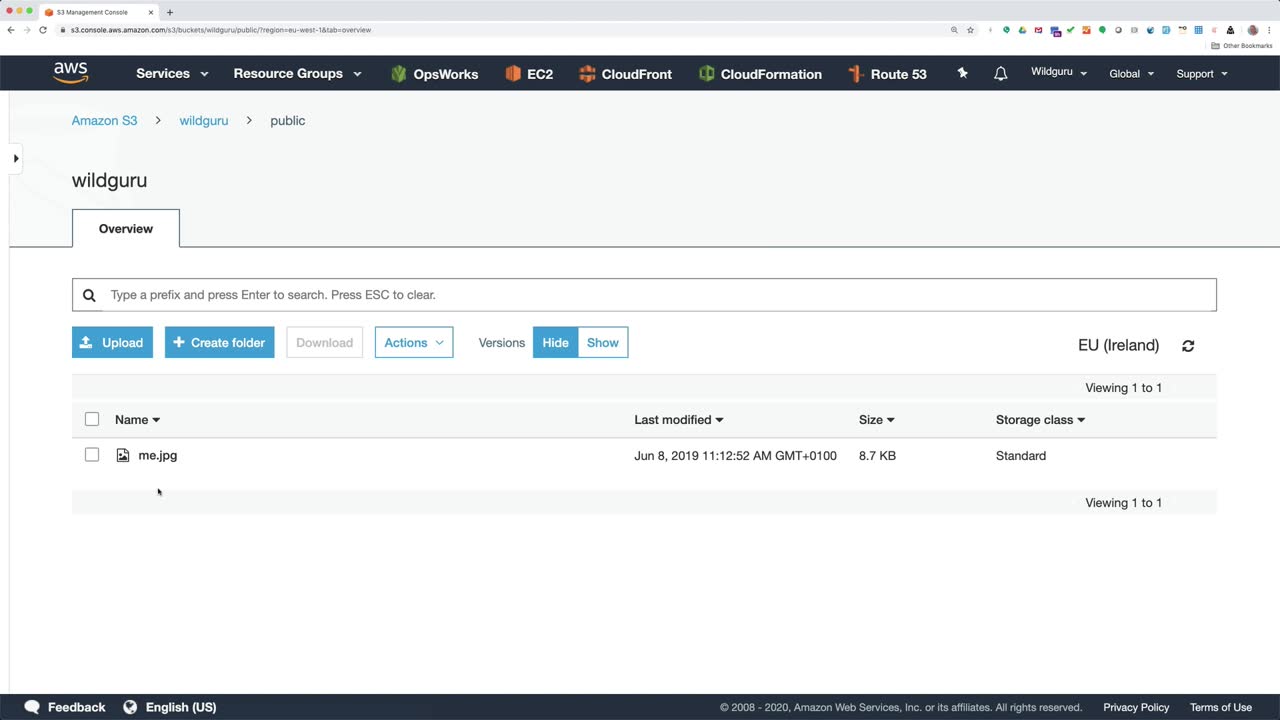 S3 Management Console
s3.console.aws.amazon.com/s3/buckets/wildguru/public/?region=eu-west-1&tab=overview
Other Bookmarks
aws Services Resource Groups OpsWorks EC2 CloudFront CloudFormation Route 53 Wildguru Global Support
Amazon S3 > wildguru > public
wildguru
Overview
Type a prefix and press Enter to search. Press ESC to clear.
Upload + Create folder Download Actions Versions Hide Show EU (Ireland)
Viewing 1 to 1
Name Last modified Size Storage class
me.jpg Jun 8, 2019 11:12:52 AM GMT+0100 8.7 KB Standard
Viewing 1 to 1
Feedback English (US) © 2008 - 2020, Amazon Web Services, Inc. or its affiliates. All rights reserved. Privacy Policy Terms of Use